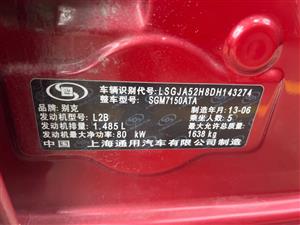 车辆识别代号: LSGJA52H8DH143274
整车型号: SGM7150ATA
品牌: 别克 制造年月: 13-06
发动机型号: L2B 乘坐人数: 5
发动机排量: 1.485 L 最大允许总质量:
发动机最大净功率: 80 kW 1638 kg
中国 上海通用汽车有限公司制造